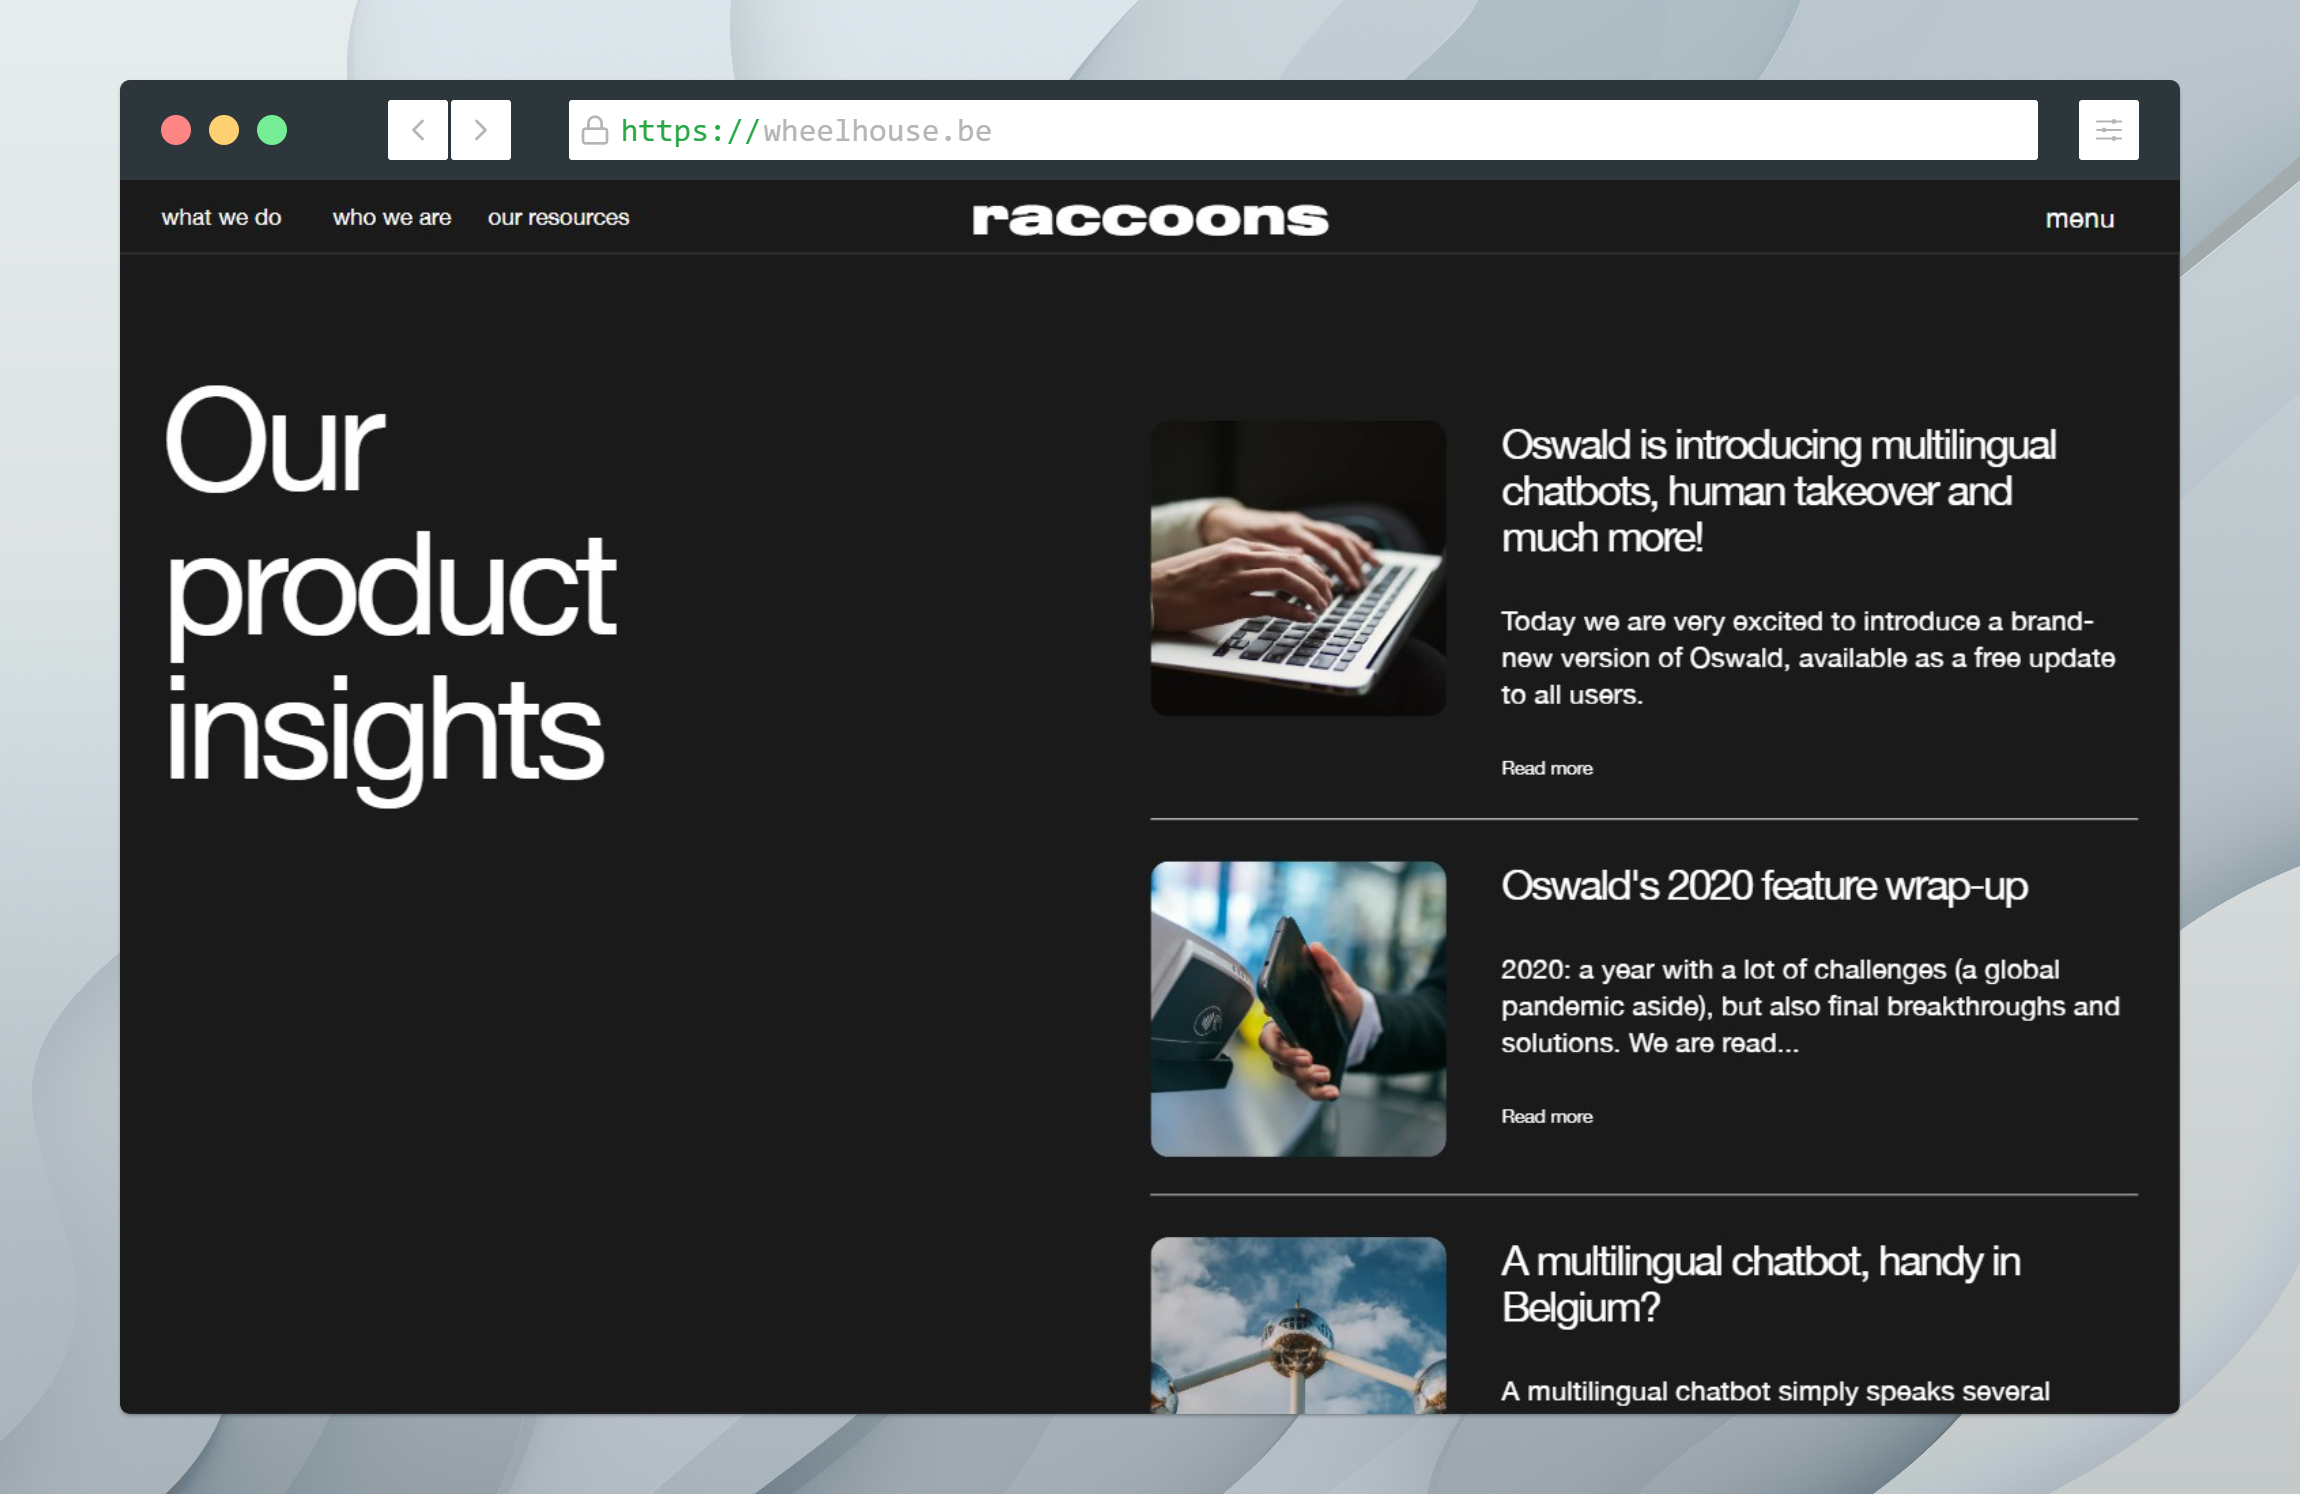 https://wheelhouse.be
what we do
who we are
our resources
raccoons
menu
Our
product
insights
Oswald is introducing multilingual
chatbots, human takeover and
much more!
Today we are very excited to introduce a brand-
new version of Oswald, available as a free update
to all users.
Read more
Oswald's 2020 feature wrap-up
2020: a year with a lot of challenges (a global
pandemic aside), but also final breakthroughs and
solutions. We are read...
Read more
A multilingual chatbot, handy in
Belgium?
A multilingual chatbot simply speaks several